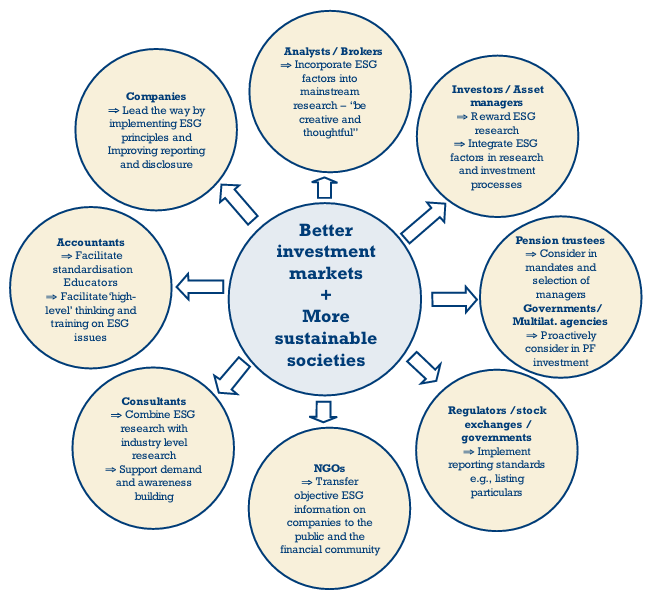 Analysts / Brokers
⇒ Incorporate ESG
factors into
mainstream
research – “be
creative and
thoughtful”
Investors / Asset
managers
⇒ Reward ESG
research
⇒ Integrate ESG
factors in research
and investment
processes
Pension trustees
⇒ Consider in
mandates and
selection of
managers
Governments/
Multilat. agencies
⇒ Proactively
consider in PF
investment
Regulators /stock
exchanges /
governments
⇒ Implement
reporting standards
e.g., listing
particulars
NGOs
⇒ Transfer
objective ESG
information on
companies to the
public and the
financial community
Consultants
⇒ Combine ESG
research with
industry level
research
⇒ Support demand
and awareness
building
Accountants
⇒ Facilitate
standardisation
Educators
⇒ Facilitate ‘high-
level’ thinking and
training on ESG
issues
Companies
⇒ Lead the way by
implementing ESG
principles and
Improving reporting
and disclosure
Better
investment
markets
+
More
sustainable
societies